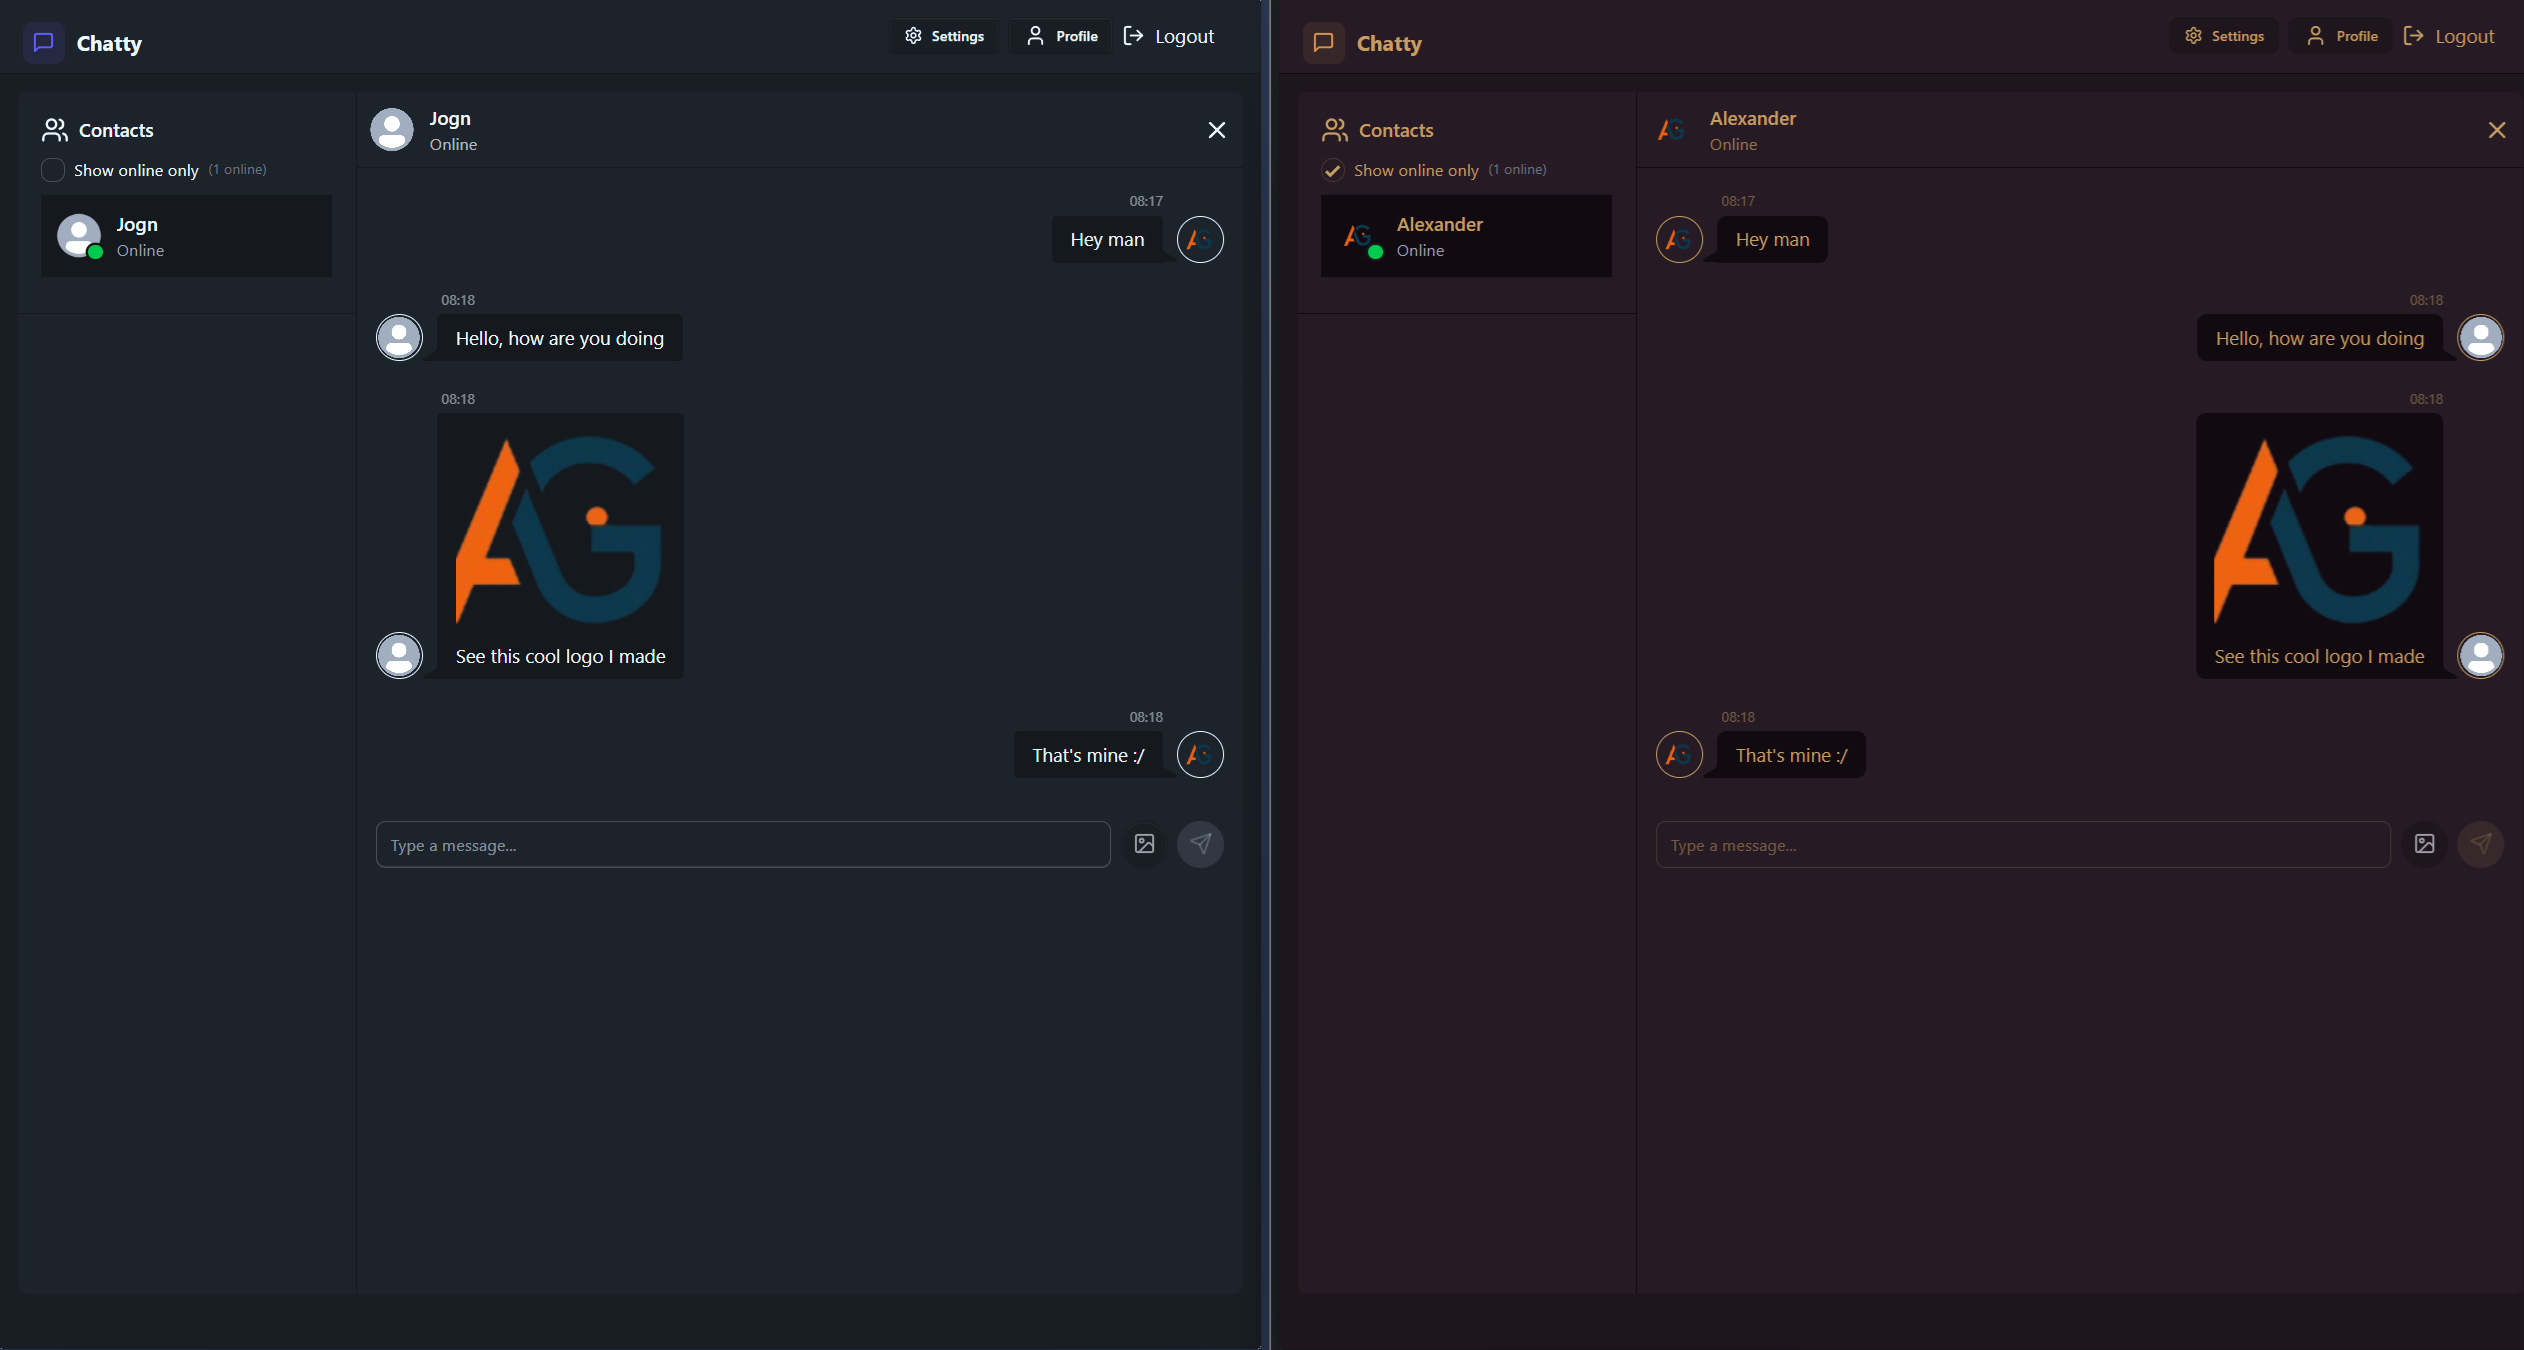 Chatty
Settings
Profile
Logout
Contacts
Show online only (1 online)
Jogn
Online
Jogn
Online
08:17
Hey man
08:18
Hello, how are you doing
08:18
AG
See this cool logo I made
08:18
That's mine :/
Type a message...
Chatty
Settings
Profile
Logout
Contacts
Show online only (1 online)
Alexander
Online
Alexander
Online
08:17
Hey man
08:18
Hello, how are you doing
08:18
AG
See this cool logo I made
08:18
That's mine :/
Type a message...